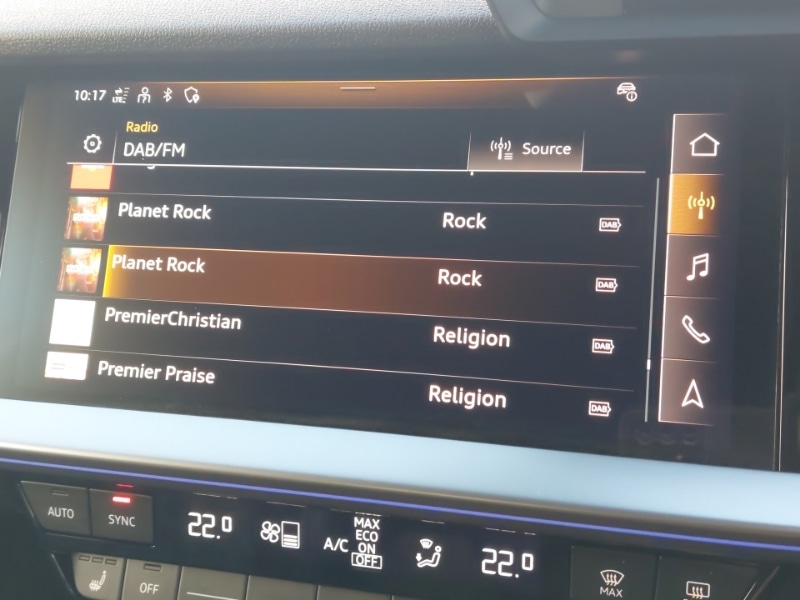 10:17 LTE
Radio
DAB/FM
Source
Planet Rock Rock DAB
Planet Rock Rock DAB
PremierChristian Religion DAB
Premier Praise Religion DAB
AUTO
SYNC
22.0
A/C
MAX
ECO
ON
OFF
22.0
OFF
MAX